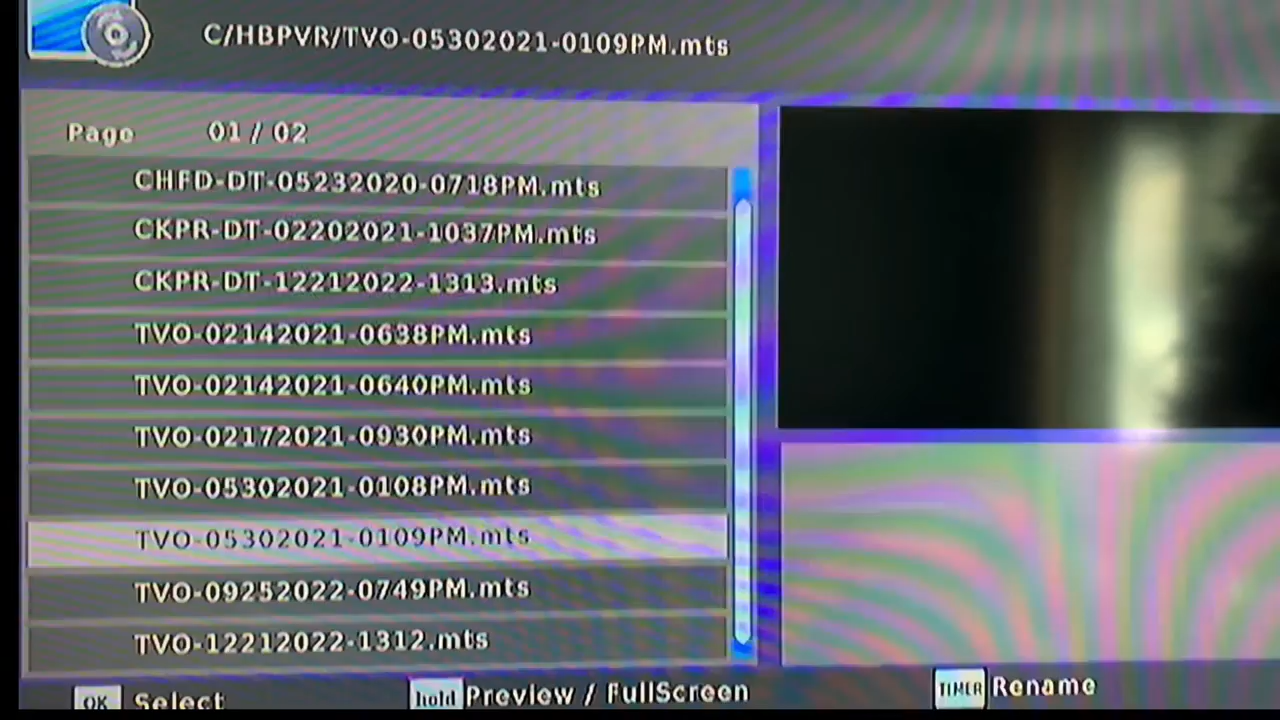 C/HBPVR/TVO-05302021-0109PM.mts
Page 01 / 02
CHFD-DT-05232020-0718PM.mts
CKPR-DT-02202021-1037PM.mts
CKPR-DT-12212022-1313.mts
TVO-02142021-0638PM.mts
TVO-02142021-0640PM.mts
TVO-02172021-0930PM.mts
TVO-05302021-0108PM.mts
TVO-05302021-0109PM.mts
TVO-09252022-0749PM.mts
TVO-12212022-1312.mts
OK Select hold Preview / FullScreen TIMER Rename